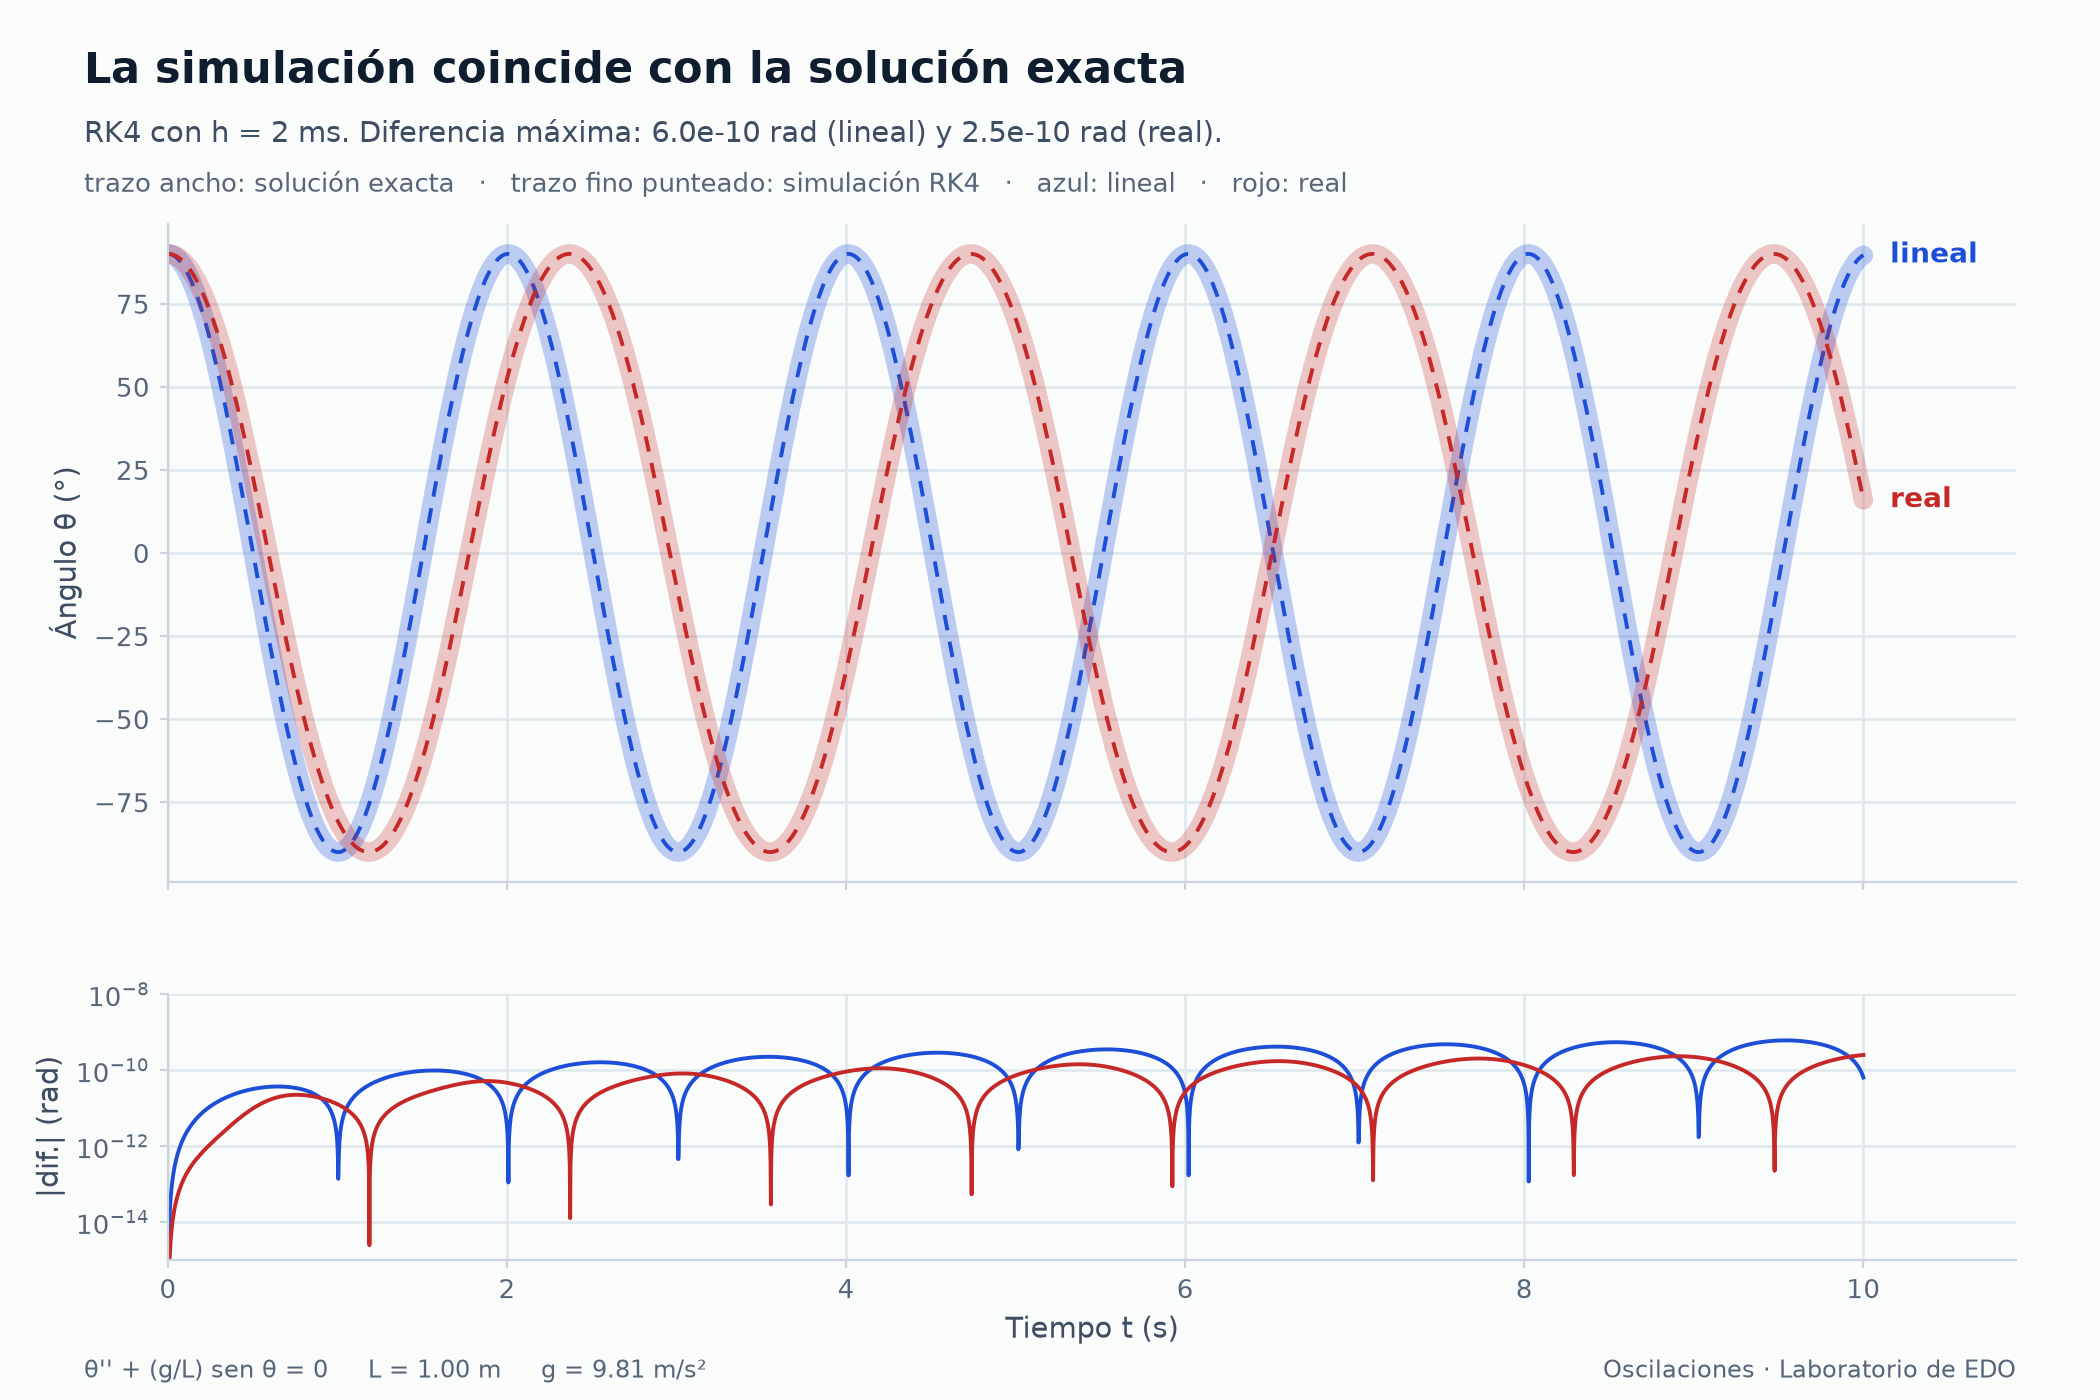 La simulación coincide con la solución exacta
RK4 con h = 2 ms. Diferencia máxima: 6.0e-10 rad (lineal) y 2.5e-10 rad (real).
trazo ancho: solución exacta · trazo fino punteado: simulación RK4 · azul: lineal · rojo: real
Ángulo θ (°)
75
50
25
0
−25
−50
−75
lineal
real
|dif.| (rad)
10⁻⁸
10⁻¹⁰
10⁻¹²
10⁻¹⁴
0 2 4 6 8 10
Tiempo t (s)
θ'' + (g/L) sen θ = 0 L = 1.00 m g = 9.81 m/s²
Oscilaciones · Laboratorio de EDO